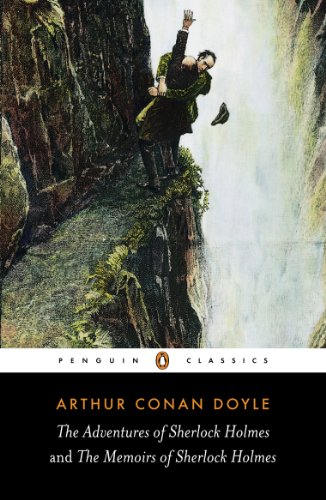 PENGUIN CLASSICS
ARTHUR CONAN DOYLE
The Adventures of Sherlock Holmes
and The Memoirs of Sherlock Holmes